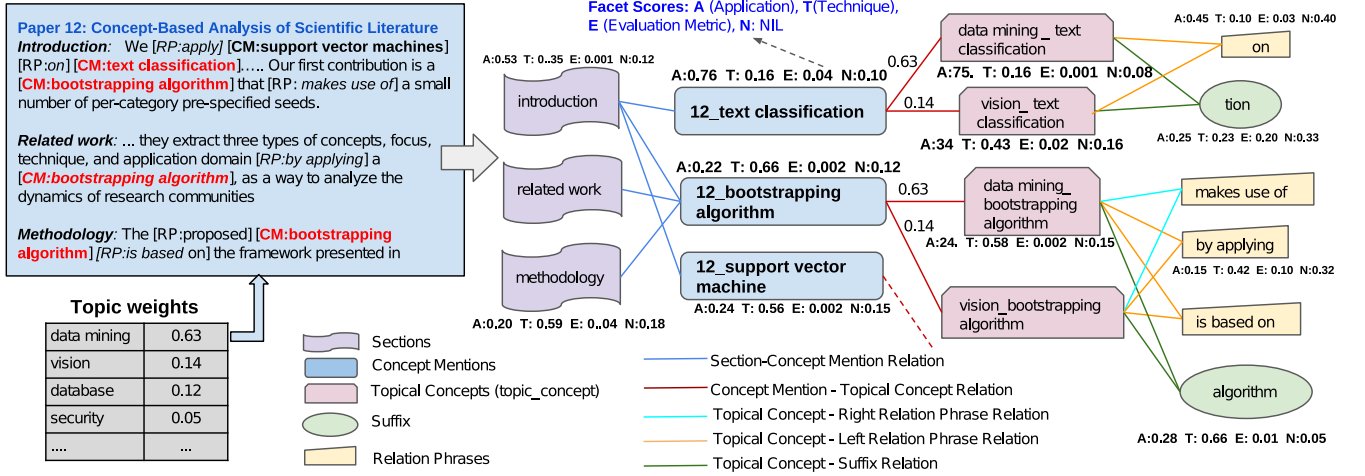 Paper 12: Concept-Based Analysis of Scientific Literature
Introduction: We [RP:apply] [CM:support vector machines]
[RP:on] [CM:text classification]..... Our first contribution is a
[CM:bootstrapping algorithm] that [RP: makes use of] a small
number of per-category pre-specified seeds.
Related work: ... they extract three types of concepts, focus,
technique, and application domain [RP:by applying] a
[CM:bootstrapping algorithm], as a way to analyze the
dynamics of research communities
Methodology: The [RP:proposed] [CM:bootstrapping
algorithm] [RP:is based on] the framework presented in
Topic weights
data mining 0.63
vision 0.14
database 0.12
security 0.05
.... ...
Facet Scores: A (Application), T(Technique),
E (Evaluation Metric), N: NIL
A:0.53 T:0.35 E:0.001 N:0.12
introduction
related work
methodology
A:0.20 T:0.59 E:0..04 N:0.18
A:0.76 T:0.16 E:0.04 N:0.10
12_text classification
A:0.22 T:0.66 E:0.002 N:0.12
12_bootstrapping
algorithm
12_support vector
machine
A:0.24 T:0.56 E:0.002 N:0.15
0.63
0.14
0.63
0.14
data mining_ text
classification
A:75. T:0.16 E:0.001 N:0.08
vision_ text
classification
A:34 T:0.43 E:0.02 N:0.16
data mining_
bootstrapping
algorithm
A:24. T:0.58 E:0.002 N:0.15
vision_bootstrapping
algorithm
A:0.45 T:0.10 E:0.03 N:0.40
on
tion
A:0.25 T:0.23 E:0.20 N:0.33
makes use of
by applying
A:0.15 T:0.42 E:0.10 N:0.32
is based on
algorithm
A:0.28 T:0.66 E:0.01 N:0.05
Sections
Concept Mentions
Topical Concepts (topic_concept)
Suffix
Relation Phrases
Section-Concept Mention Relation
Concept Mention - Topical Concept Relation
Topical Concept - Right Relation Phrase Relation
Topical Concept - Left Relation Phrase Relation
Topical Concept - Suffix Relation